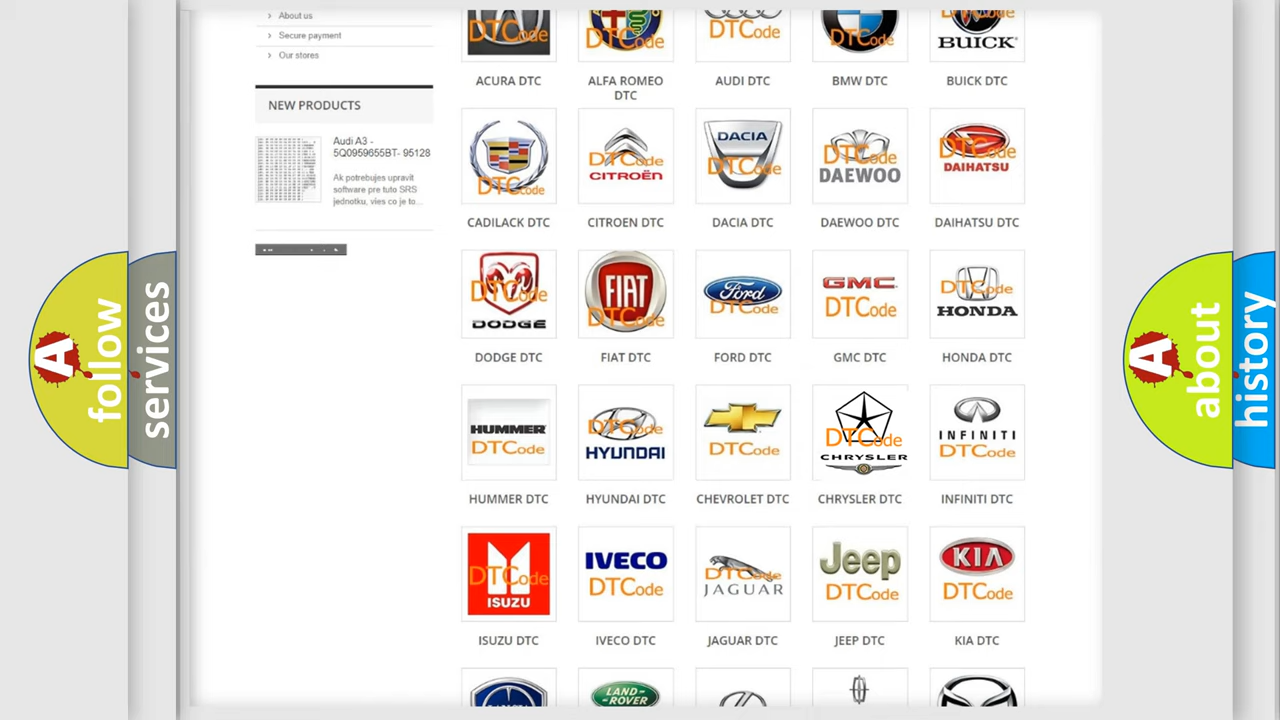 About us
Secure payment
Our stores
NEW PRODUCTS
Audi A3 -
5Q0959655BT- 95128
Ak potrebujes upravit
software pre tuto SRS
jednotku, vies co je to...
DTCode
DTCode
DTCode
DTCode
BUICK
ACURA DTC
ALFA ROMEO
DTC
AUDI DTC
BMW DTC
BUICK DTC
DTCode
DTCode
CITROËN
DACIA
DTCode
DTCode
DAEWOO
DTCode
DAIHATSU
CADILACK DTC
CITROEN DTC
DACIA DTC
DAEWOO DTC
DAIHATSU DTC
DTCode
DODGE
FIAT
DTCode
Ford
DTCode
GMC
DTCode
DTCode
HONDA
DODGE DTC
FIAT DTC
FORD DTC
GMC DTC
HONDA DTC
HUMMER
DTCode
DTCode
HYUNDAI
DTCode
DTCode
CHRYSLER
INFINITI
DTCode
HUMMER DTC
HYUNDAI DTC
CHEVROLET DTC
CHRYSLER DTC
INFINITI DTC
DTCode
ISUZU
IVECO
DTCode
DTCode
JAGUAR
Jeep
DTCode
KIA
DTCode
ISUZU DTC
IVECO DTC
JAGUAR DTC
JEEP DTC
KIA DTC
LAND-
ROVER
A
follow
services
A
about
history